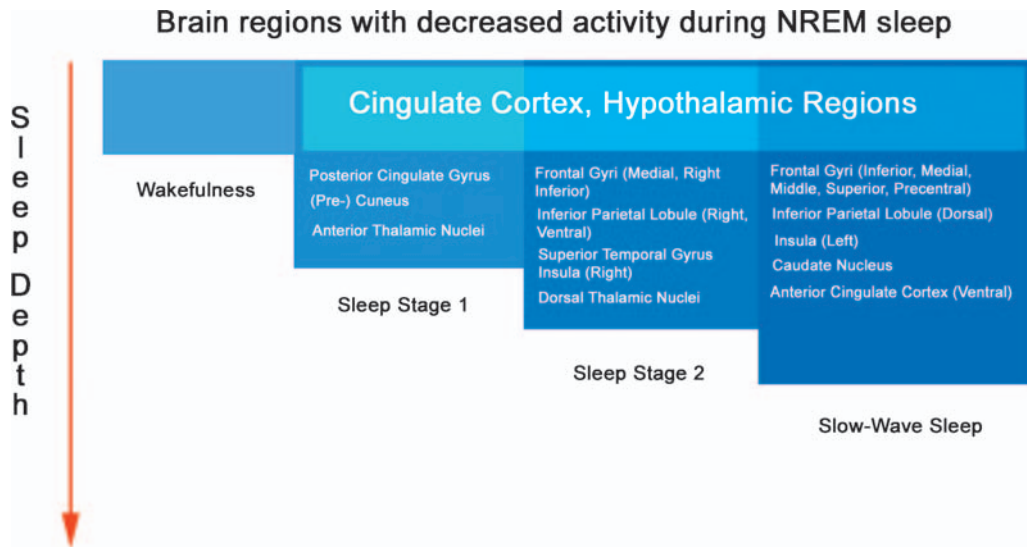 Brain regions with decreased activity during NREM sleep
Sleep Depth
Cingulate Cortex, Hypothalamic Regions
Wakefulness
Posterior Cingulate Gyrus
(Pre-) Cuneus
Anterior Thalamic Nuclei
Sleep Stage 1
Frontal Gyri (Medial, Right
Inferior)
Inferior Parietal Lobule (Right,
Ventral)
Superior Temporal Gyrus
Insula (Right)
Dorsal Thalamic Nuclei
Sleep Stage 2
Frontal Gyri (Inferior, Medial,
Middle, Superior, Precentral)
Inferior Parietal Lobule (Dorsal)
Insula (Left)
Caudate Nucleus
Anterior Cingulate Cortex (Ventral)
Slow-Wave Sleep